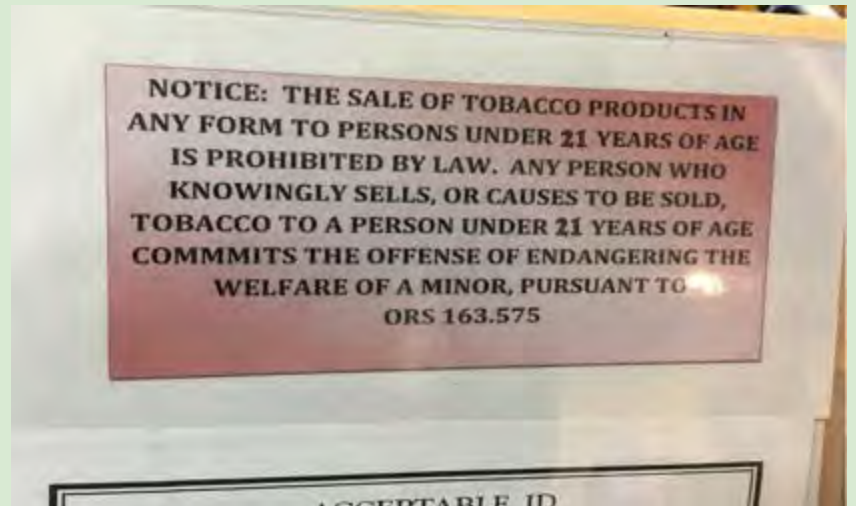 NOTICE: THE SALE OF TOBACCO PRODUCTS IN
ANY FORM TO PERSONS UNDER 21 YEARS OF AGE
IS PROHIBITED BY LAW. ANY PERSON WHO
KNOWINGLY SELLS, OR CAUSES TO BE SOLD,
TOBACCO TO A PERSON UNDER 21 YEARS OF AGE
COMMMITS THE OFFENSE OF ENDANGERING THE
WELFARE OF A MINOR, PURSUANT TO
ORS 163.575
ACCEPTABLE ID